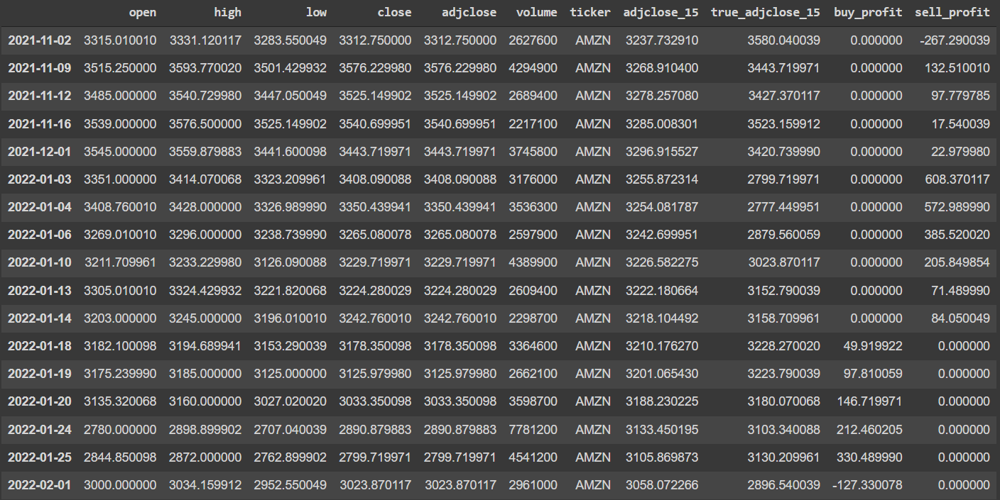 open high low close adjclose volume ticker adjclose_15 true_adjclose_15 buy_profit sell_profit
2021-11-02 3315.010010 3331.120117 3283.550049 3312.750000 3312.750000 2627600 AMZN 3237.732910 3580.040039 0.000000 -267.290039
2021-11-09 3515.250000 3593.770020 3501.429932 3576.229980 3576.229980 4294900 AMZN 3268.910400 3443.719971 0.000000 132.510010
2021-11-12 3485.000000 3540.729980 3447.050049 3525.149902 3525.149902 2689400 AMZN 3278.257080 3427.370117 0.000000 97.779785
2021-11-16 3539.000000 3576.500000 3525.149902 3540.699951 3540.699951 2217100 AMZN 3285.008301 3523.159912 0.000000 17.540039
2021-12-01 3545.000000 3559.879883 3441.600098 3443.719971 3443.719971 3745800 AMZN 3296.915527 3420.739990 0.000000 22.979980
2022-01-03 3351.000000 3414.070068 3323.209961 3408.090088 3408.090088 3176000 AMZN 3255.872314 2799.719971 0.000000 608.370117
2022-01-04 3408.760010 3428.000000 3326.989990 3350.439941 3350.439941 3536300 AMZN 3254.081787 2777.449951 0.000000 572.989990
2022-01-06 3269.010010 3296.000000 3238.739990 3265.080078 3265.080078 2597900 AMZN 3242.699951 2879.560059 0.000000 385.520020
2022-01-10 3211.709961 3233.229980 3126.090088 3229.719971 3229.719971 4389900 AMZN 3226.582275 3023.870117 0.000000 205.849854
2022-01-13 3305.010010 3324.429932 3221.820068 3224.280029 3224.280029 2609400 AMZN 3222.180664 3152.790039 0.000000 71.489990
2022-01-14 3203.000000 3245.000000 3196.010010 3242.760010 3242.760010 2298700 AMZN 3218.104492 3158.709961 0.000000 84.050049
2022-01-18 3182.100098 3194.689941 3153.290039 3178.350098 3178.350098 3364600 AMZN 3210.176270 3228.270020 49.919922 0.000000
2022-01-19 3175.239990 3185.000000 3125.000000 3125.979980 3125.979980 2662100 AMZN 3201.065430 3223.790039 97.810059 0.000000
2022-01-20 3135.320068 3160.000000 3027.020020 3033.350098 3033.350098 3598700 AMZN 3188.230225 3180.070068 146.719971 0.000000
2022-01-24 2780.000000 2898.899902 2707.040039 2890.879883 2890.879883 7781200 AMZN 3133.450195 3103.340088 212.460205 0.000000
2022-01-25 2844.850098 2872.000000 2762.899902 2799.719971 2799.719971 4541200 AMZN 3105.869873 3130.209961 330.489990 0.000000
2022-02-01 3000.000000 3034.159912 2952.550049 3023.870117 3023.870117 2961000 AMZN 3058.072266 2896.540039 -127.330078 0.000000